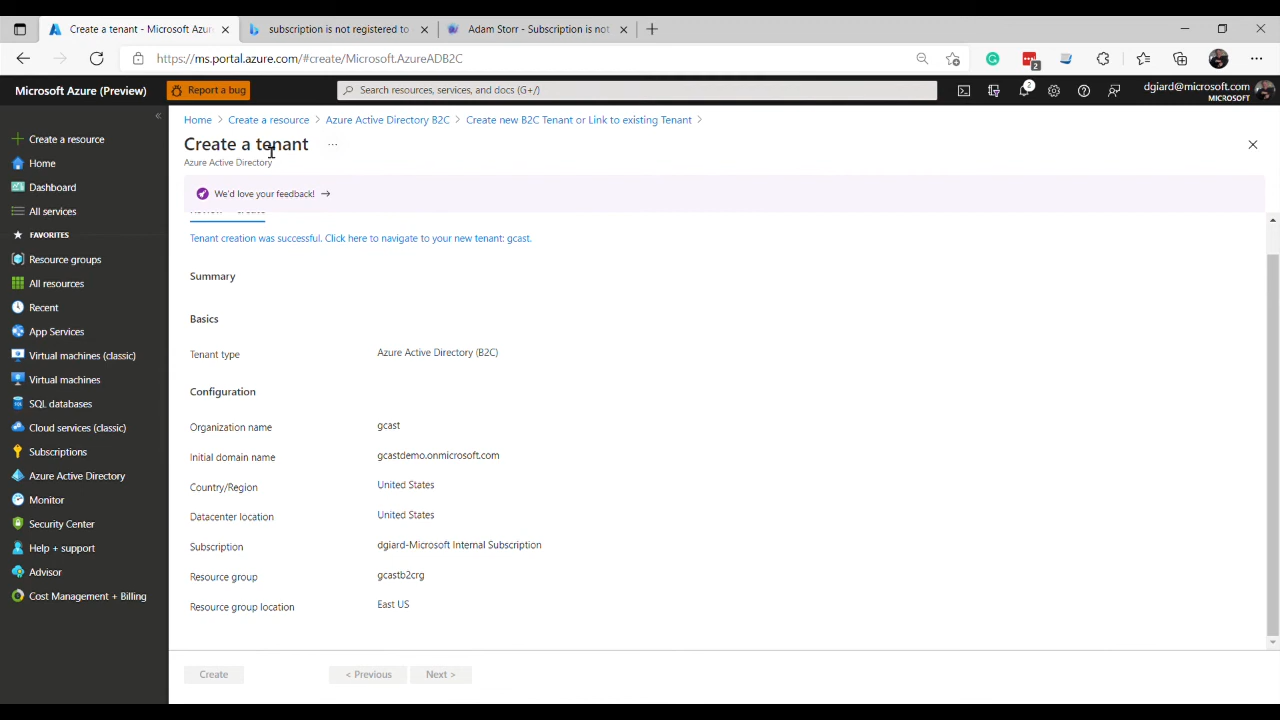 Create a tenant - Microsoft Azur
subscription is not registered to
Adam Storr - Subscription is not
https://ms.portal.azure.com/#create/Microsoft.AzureADB2C
2
Microsoft Azure (Preview)
Report a bug
Search resources, services, and docs (G+/)
2
dgiard@microsoft.com
MICROSOFT
Create a resource
Home
Dashboard
All services
FAVORITES
Resource groups
All resources
Recent
App Services
Virtual machines (classic)
Virtual machines
SQL databases
Cloud services (classic)
Subscriptions
Azure Active Directory
Monitor
Security Center
Help + support
Advisor
Cost Management + Billing
Home > Create a resource > Azure Active Directory B2C > Create new B2C Tenant or Link to existing Tenant >
Create a tenant ...
Azure Active Directory
We'd love your feedback! →
Review + create
Tenant creation was successful. Click here to navigate to your new tenant: gcast.
Summary
Basics
Tenant type Azure Active Directory (B2C)
Configuration
Organization name gcast
Initial domain name gcastdemo.onmicrosoft.com
Country/Region United States
Datacenter location United States
Subscription dgiard-Microsoft Internal Subscription
Resource group gcastb2crg
Resource group location East US
Create < Previous Next >